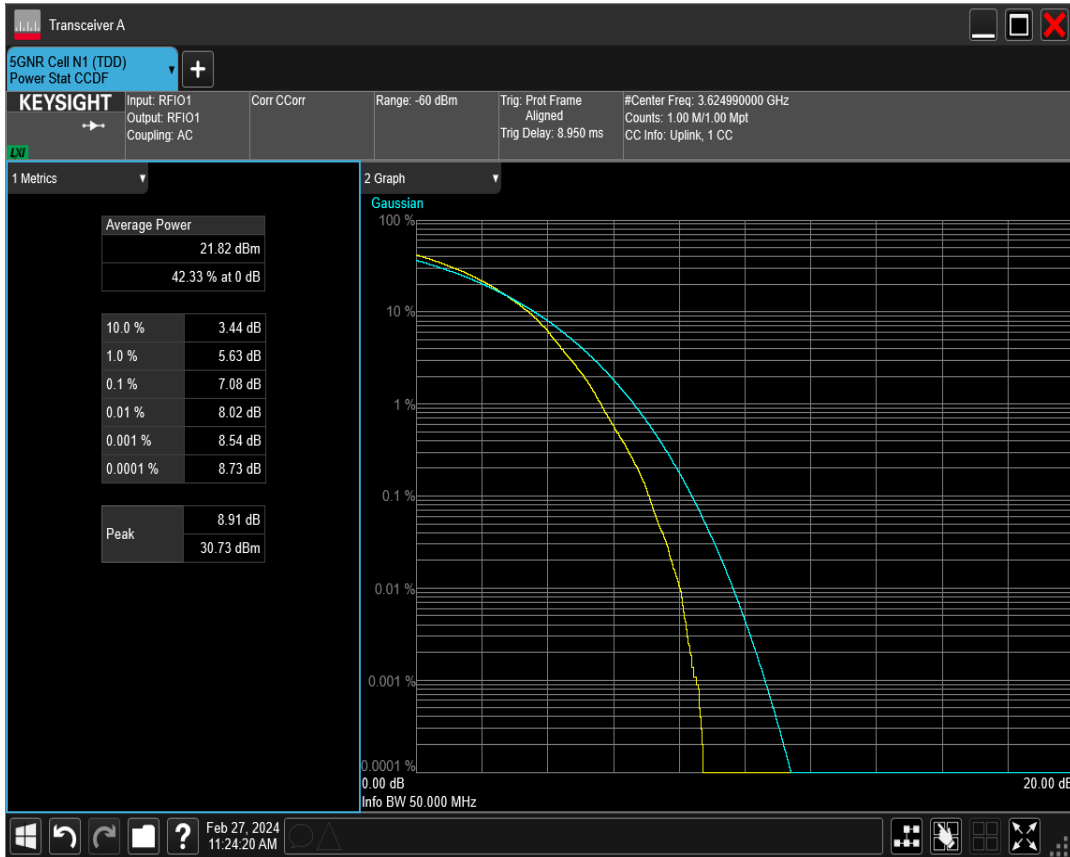 Transceiver A
5GNR Cell N1 (TDD)
Power Stat CCDF
+
KEYSIGHT
LXI
Input: RFIO1
Output: RFIO1
Coupling: AC
Corr CCorr
Range: -60 dBm
Trig: Prot Frame
Aligned
Trig Delay: 8.950 ms
#Center Freq: 3.624990000 GHz
Counts: 1.00 M/1.00 Mpt
CC Info: Uplink, 1 CC
1 Metrics
Average Power
21.82 dBm
42.33 % at 0 dB
10.0 % 3.44 dB
1.0 % 5.63 dB
0.1 % 7.08 dB
0.01 % 8.02 dB
0.001 % 8.54 dB
0.0001 % 8.73 dB
Peak
8.91 dB
30.73 dBm
2 Graph
Gaussian
100 %
10 %
1 %
0.1 %
0.01 %
0.001 %
0.0001 %
0.00 dB 20.00 dB
Info BW 50.000 MHz
?
Feb 27, 2024
11:24:20 AM